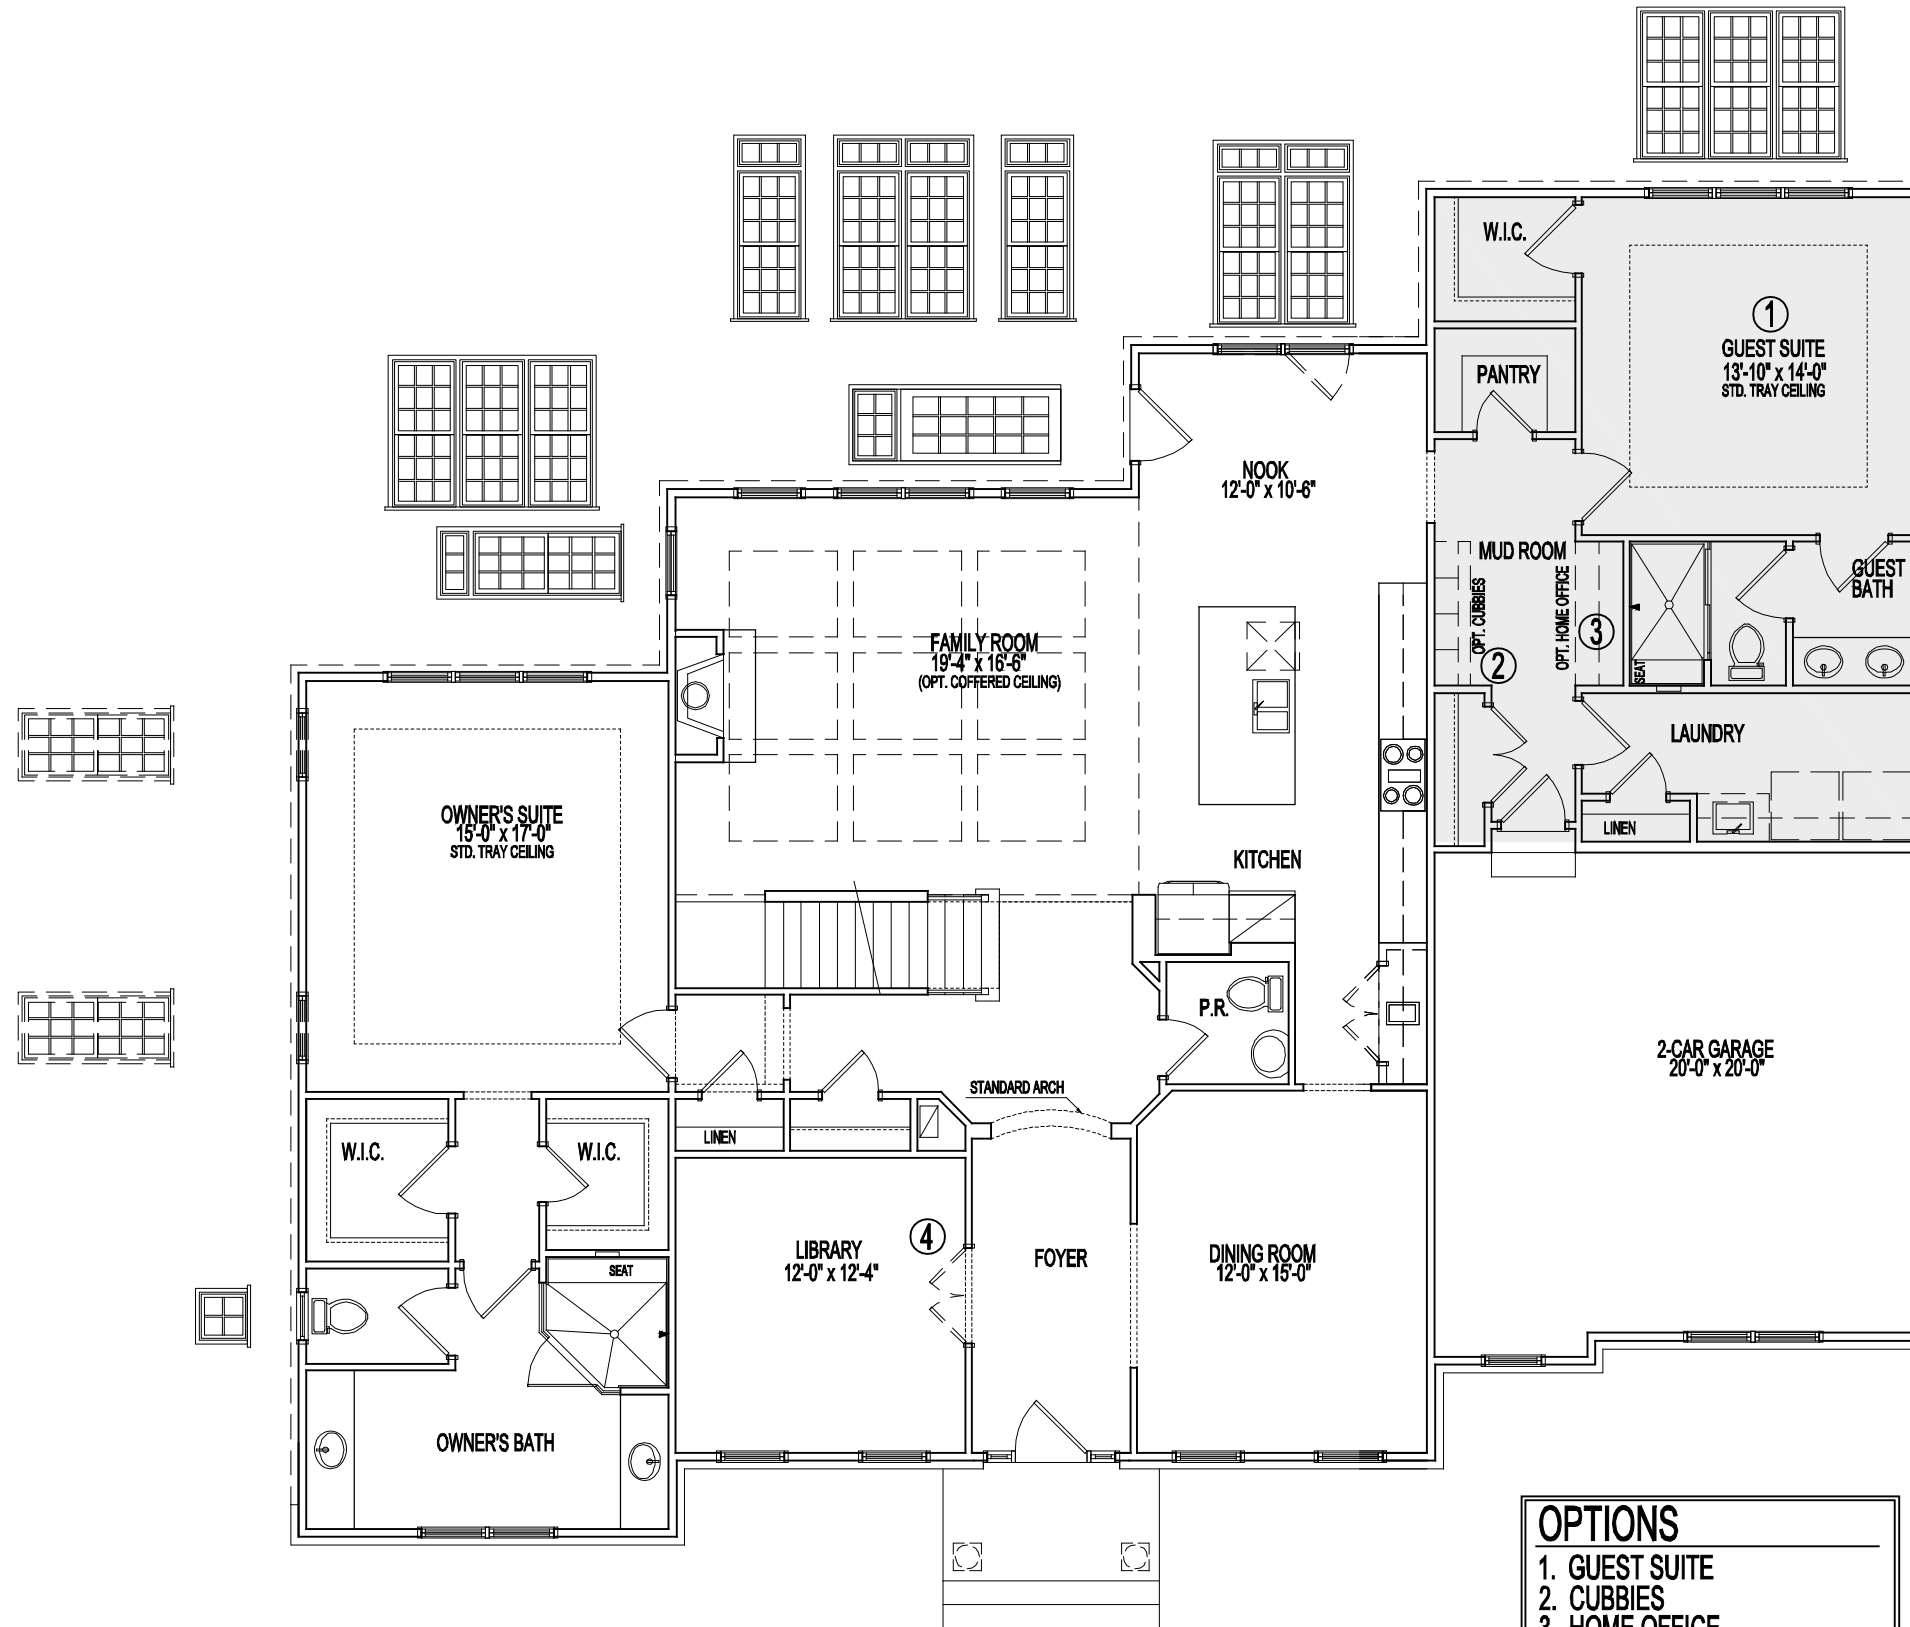 W.I.C.
1
GUEST SUITE
13'-10" x 14'-0"
STD. TRAY CEILING
PANTRY
NOOK
12'-0" x 10'-6"
MUD ROOM
OPT. CUBBIES
OPT. HOME OFFICE
2
3
SEAT
GUEST
BATH
FAMILY ROOM
19'-4" x 16'-6"
(OPT. COFFERED CEILING)
LAUNDRY
LINEN
OWNER'S SUITE
15'-0" x 17'-0"
STD. TRAY CEILING
KITCHEN
P.R.
2-CAR GARAGE
20'-0" x 20'-0"
STANDARD ARCH
LINEN
W.I.C.
W.I.C.
SEAT
LIBRARY
12'-0" x 12'-4"
4
FOYER
DINING ROOM
12'-0" x 15'-0"
OWNER'S BATH
OPTIONS
1. GUEST SUITE
2. CUBBIES
3. HOME OFFICE